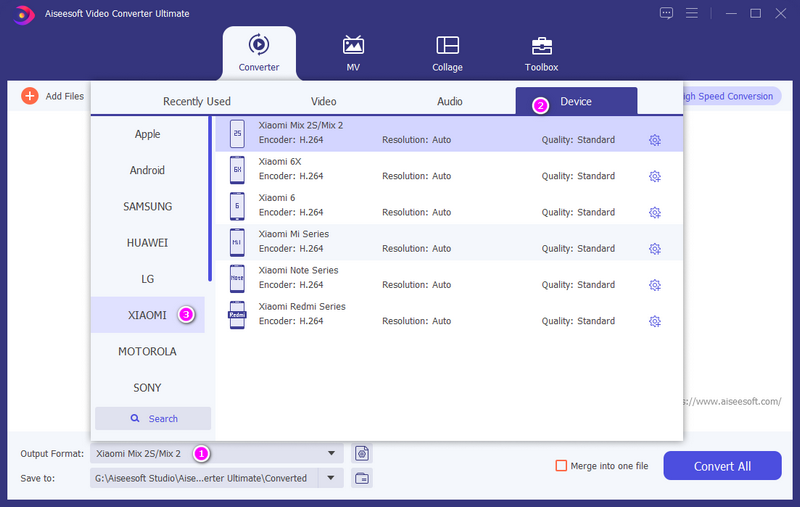 Aiseesoft Video Converter Ultimate
Converter
MV
Collage
Toolbox
Add Files
High Speed Conversion
Recently Used
Video
Audio
2
Device
Apple
Android
SAMSUNG
HUAWEI
LG
XIAOMI
3
MOTOROLA
SONY
Search
2S
Xiaomi Mix 2S/Mix 2
Encoder: H.264
Resolution: Auto
Quality: Standard
6X
Xiaomi 6X
Encoder: H.264
Resolution: Auto
Quality: Standard
6
Xiaomi 6
Encoder: H.264
Resolution: Auto
Quality: Standard
MI
Xiaomi Mi Series
Encoder: H.264
Resolution: Auto
Quality: Standard
Note
Xiaomi Note Series
Encoder: H.264
Resolution: Auto
Quality: Standard
Redmi
Xiaomi Redmi Series
Encoder: H.264
Resolution: Auto
Quality: Standard
s://www.aiseesoft.com/
Output Format:
Xiaomi Mix 2S/Mix 2
1
Save to:
G:\Aiseesoft Studio\Aise...erter Ultimate\Converted
Merge into one file
Convert All